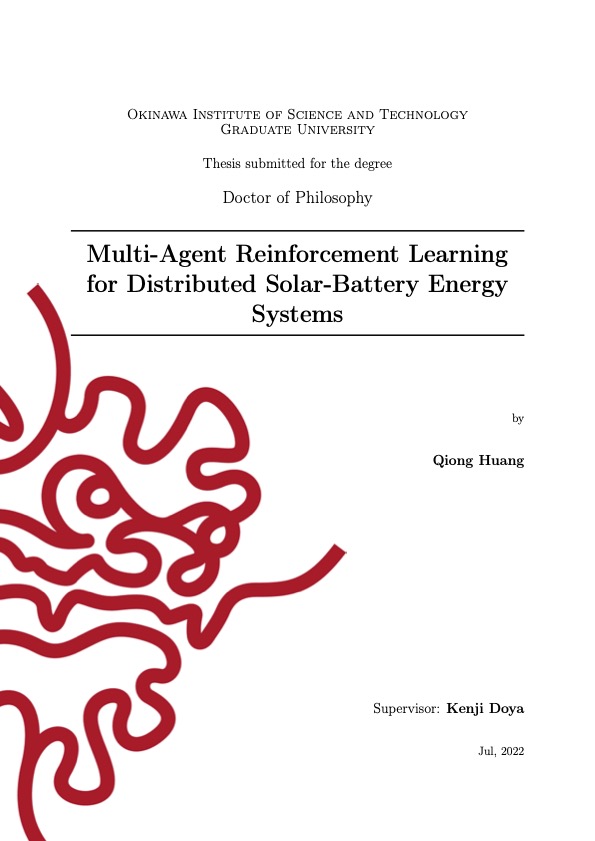 Okinawa Institute of Science and Technology
Graduate University
Thesis submitted for the degree
Doctor of Philosophy
Multi-Agent Reinforcement Learning
for Distributed Solar-Battery Energy
Systems
by
Qiong Huang
Supervisor: Kenji Doya
Jul, 2022